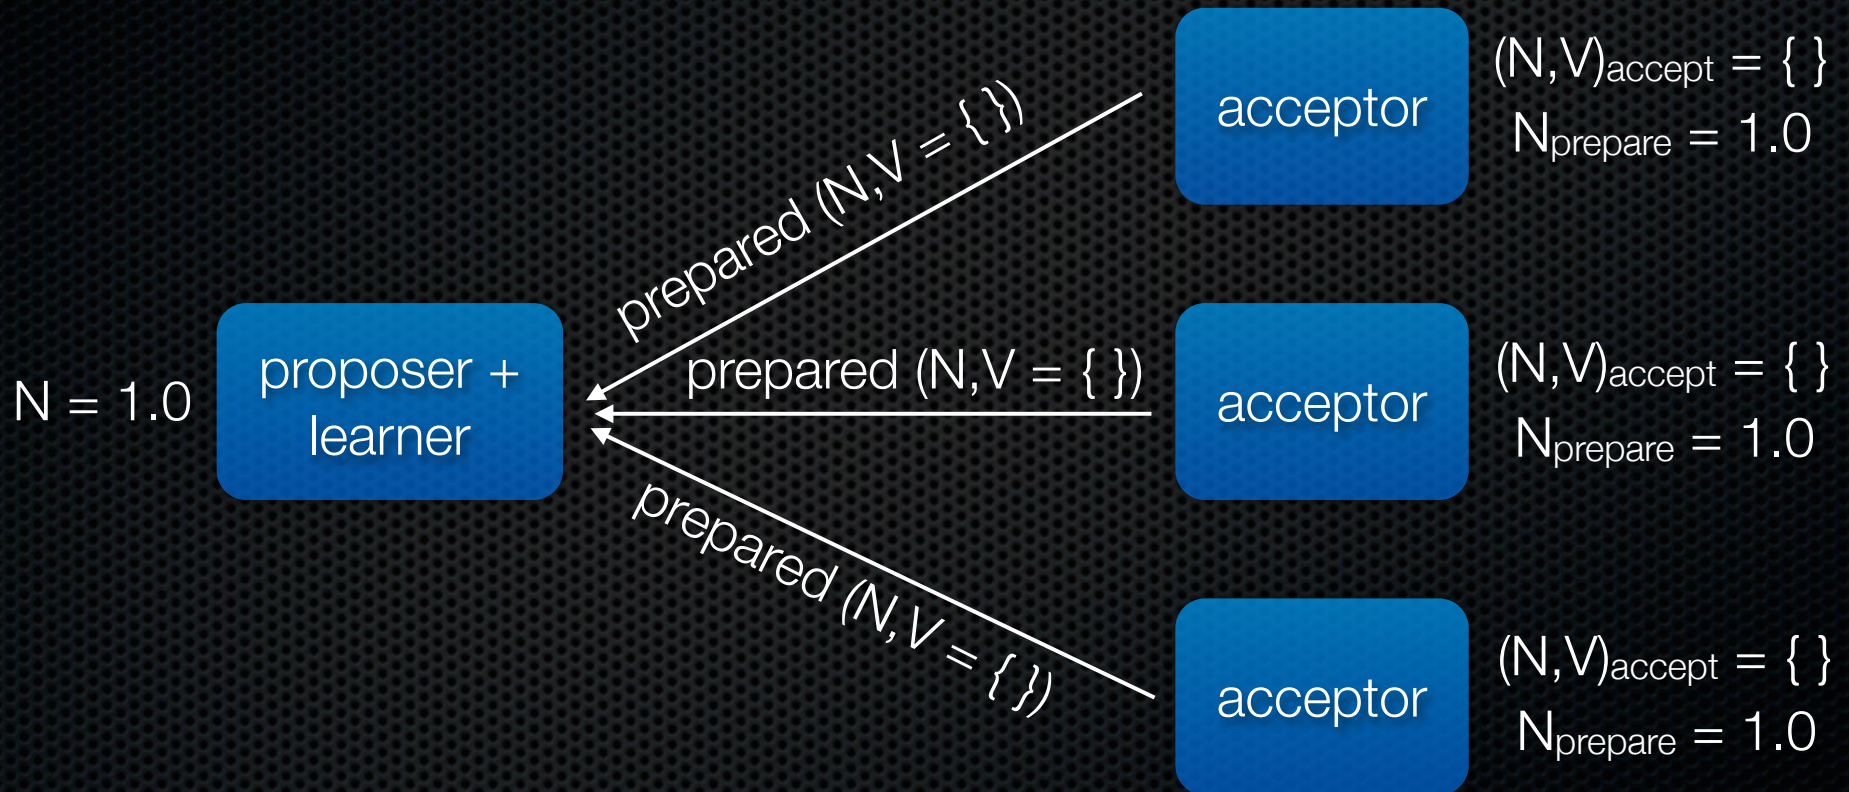 (N,V)accept = { }
acceptor
Nprepare = 1.0
prepared (N,V = { })
proposer +
learner
N = 1.0
prepared (N,V = { })
acceptor
(N,V)accept = { }
Nprepare = 1.0
prepared (N,V = { })
acceptor
(N,V)accept = { }
Nprepare = 1.0